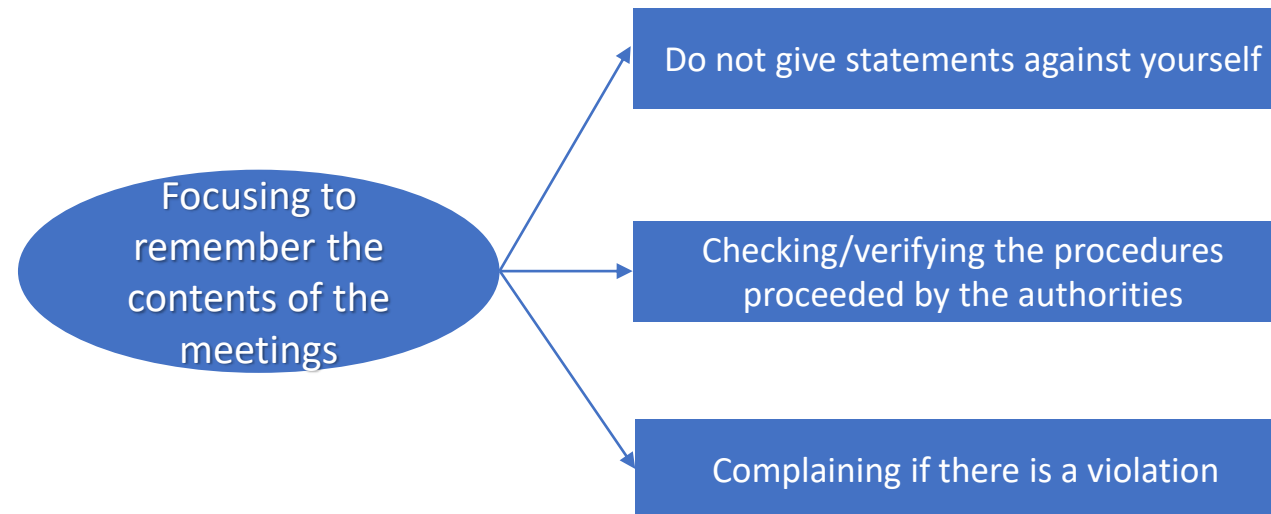 Do not give statements against yourself
Focusing to
remember the
contents of the
meetings
Checking/verifying the procedures
proceeded by the authorities
Complaining if there is a violation